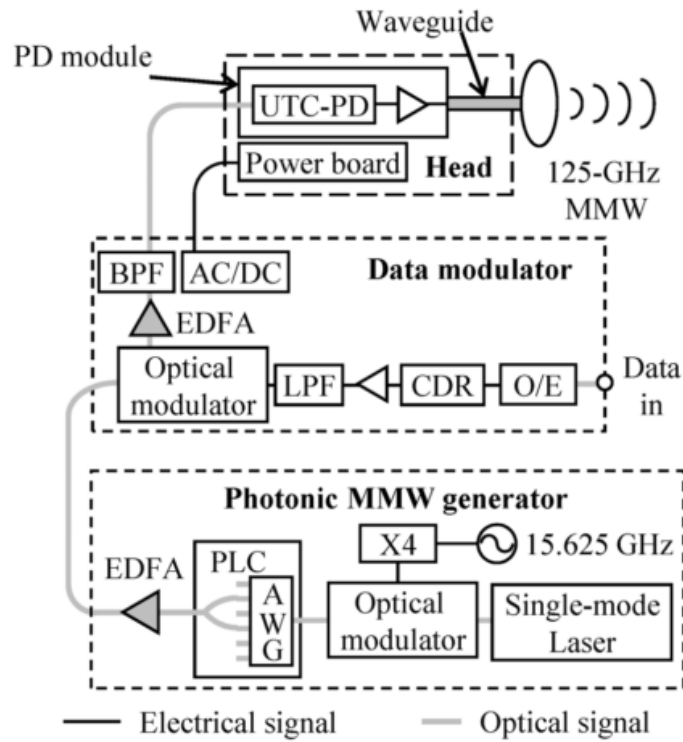 Waveguide
PD module
UTC-PD
Power board
Head
125-GHz
MMW
BPF
AC/DC
Data modulator
EDFA
Optical
modulator
LPF
CDR
O/E
Data
in
Photonic MMW generator
X4
15.625 GHz
EDFA
PLC
A
W
G
Optical
modulator
Single-mode
Laser
Electrical signal
Optical signal